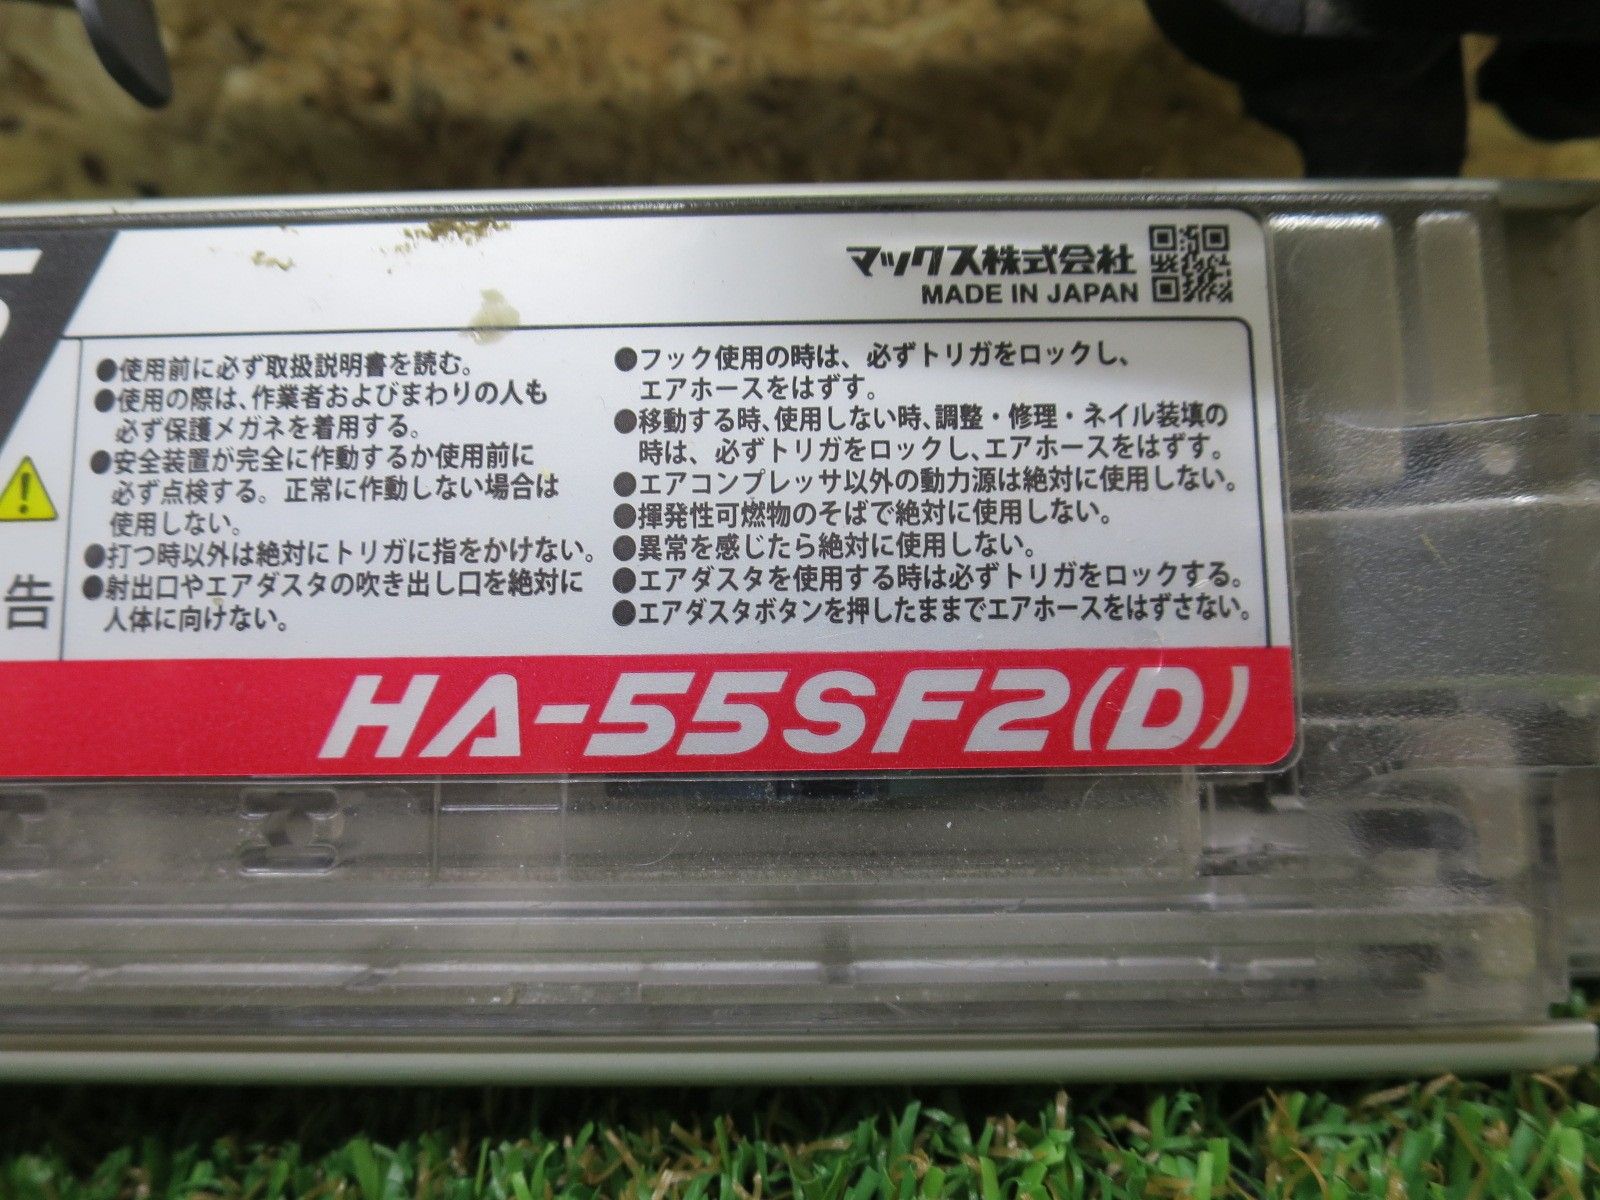 マックス株式会社
MADE IN JAPAN
告
●使用前に必ず取扱説明書を読む。
●使用の際は、作業者およびまわりの人も
必ず保護メガネを着用する。
●安全装置が完全に作動するか使用前に
必ず点検する。正常に作動しない場合は
使用しない。
●打つ時以外は絶対にトリガに指をかけない。
●射出口やエアダスタの吹き出し口を絶対に
人体に向けない。
●フック使用の時は、必ずトリガをロックし、
エアホースをはずす。
●移動する時、使用しない時、調整・修理・ネイル装填の
時は、必ずトリガをロックし、エアホースをはずす。
●エアコンプレッサ以外の動力源は絶対に使用しない。
●揮発性可燃物のそばで絶対に使用しない。
●異常を感じたら絶対に使用しない。
●エアダスタを使用する時は必ずトリガをロックする。
●エアダスタボタンを押したままでエアホースをはずさない。
HA-55SF2(D)